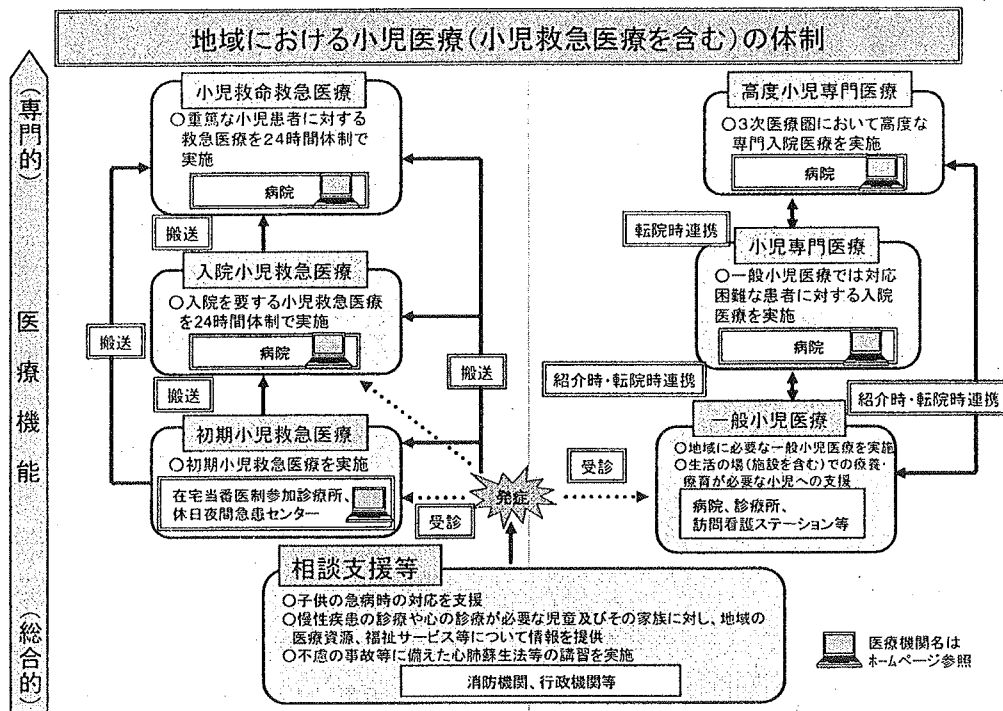 地域における小児医療(小児救急医療を含む)の体制
(専門的)
医療機能
(総合的)
小児救命救急医療
○重篤な小児患者に対する
救急医療を24時間体制で
実施
病院
搬送
入院小児救急医療
○入院を要する小児救急医療
を24時間体制で実施
病院
搬送
搬送
搬送
初期小児救急医療
○初期小児救急医療を実施
在宅当番医制参加診療所、
休日夜間急患センター
受診
発症
受診
高度小児専門医療
○3次医療圏において高度な
専門入院医療を実施
病院
転院時連携
小児専門医療
○一般小児医療では対応
困難な患者に対する入院
医療を実施
病院
紹介時・転院時連携
紹介時・転院時連携
一般小児医療
○地域に必要な一般小児医療を実施
○生活の場(施設を含む)での療養・
療育が必要な小児への支援
病院、診療所、
訪問看護ステーション等
相談支援等
○子供の急病時の対応を支援
○慢性疾患の診療や心の診療が必要な児童及びその家族に対し、地域の
医療資源、福祉サービス等について情報を提供
○不慮の事故等に備えた心肺蘇生法等の講習を実施
消防機関、行政機関等
医療機関名は
ホームページ参照